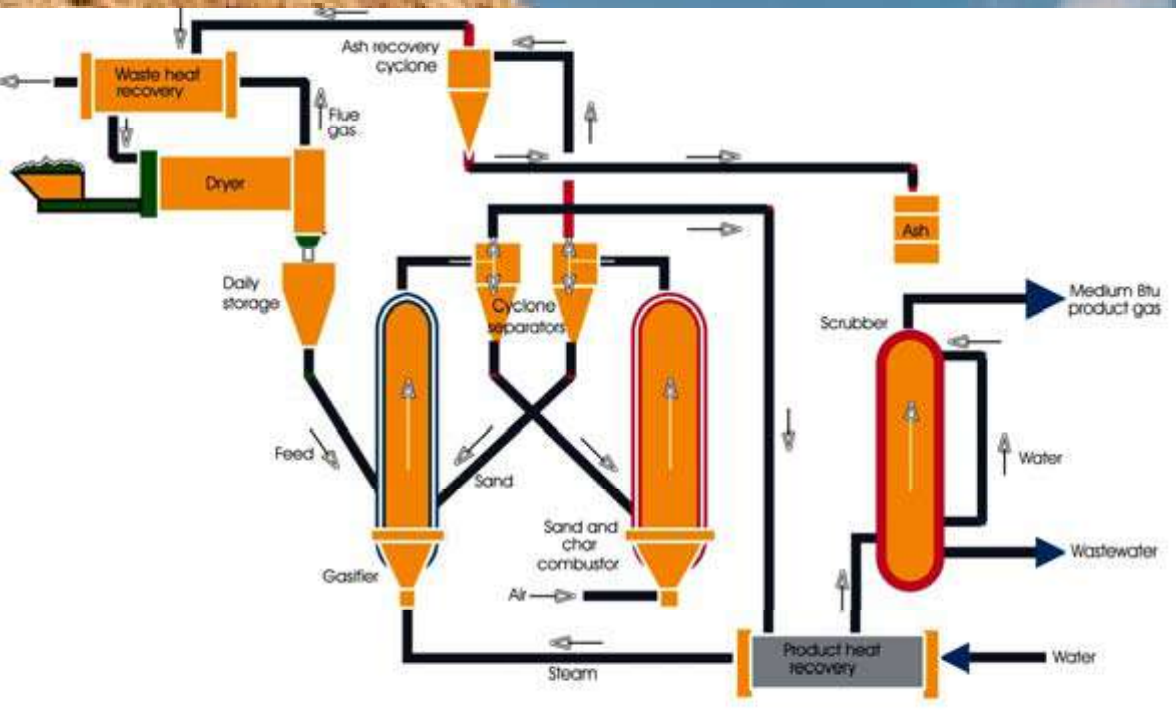 Ash recovery
cyclone
Waste heat
recovery
Flue
gas
Dryer
Ash
Daily
storage
Cyclone
separators
Medium Btu
product gas
Scrubber
Feed
Sand
Water
Sand and
char
combustor
Gasifier
Wastewater
Air
Product heat
recovery
Water
Steam